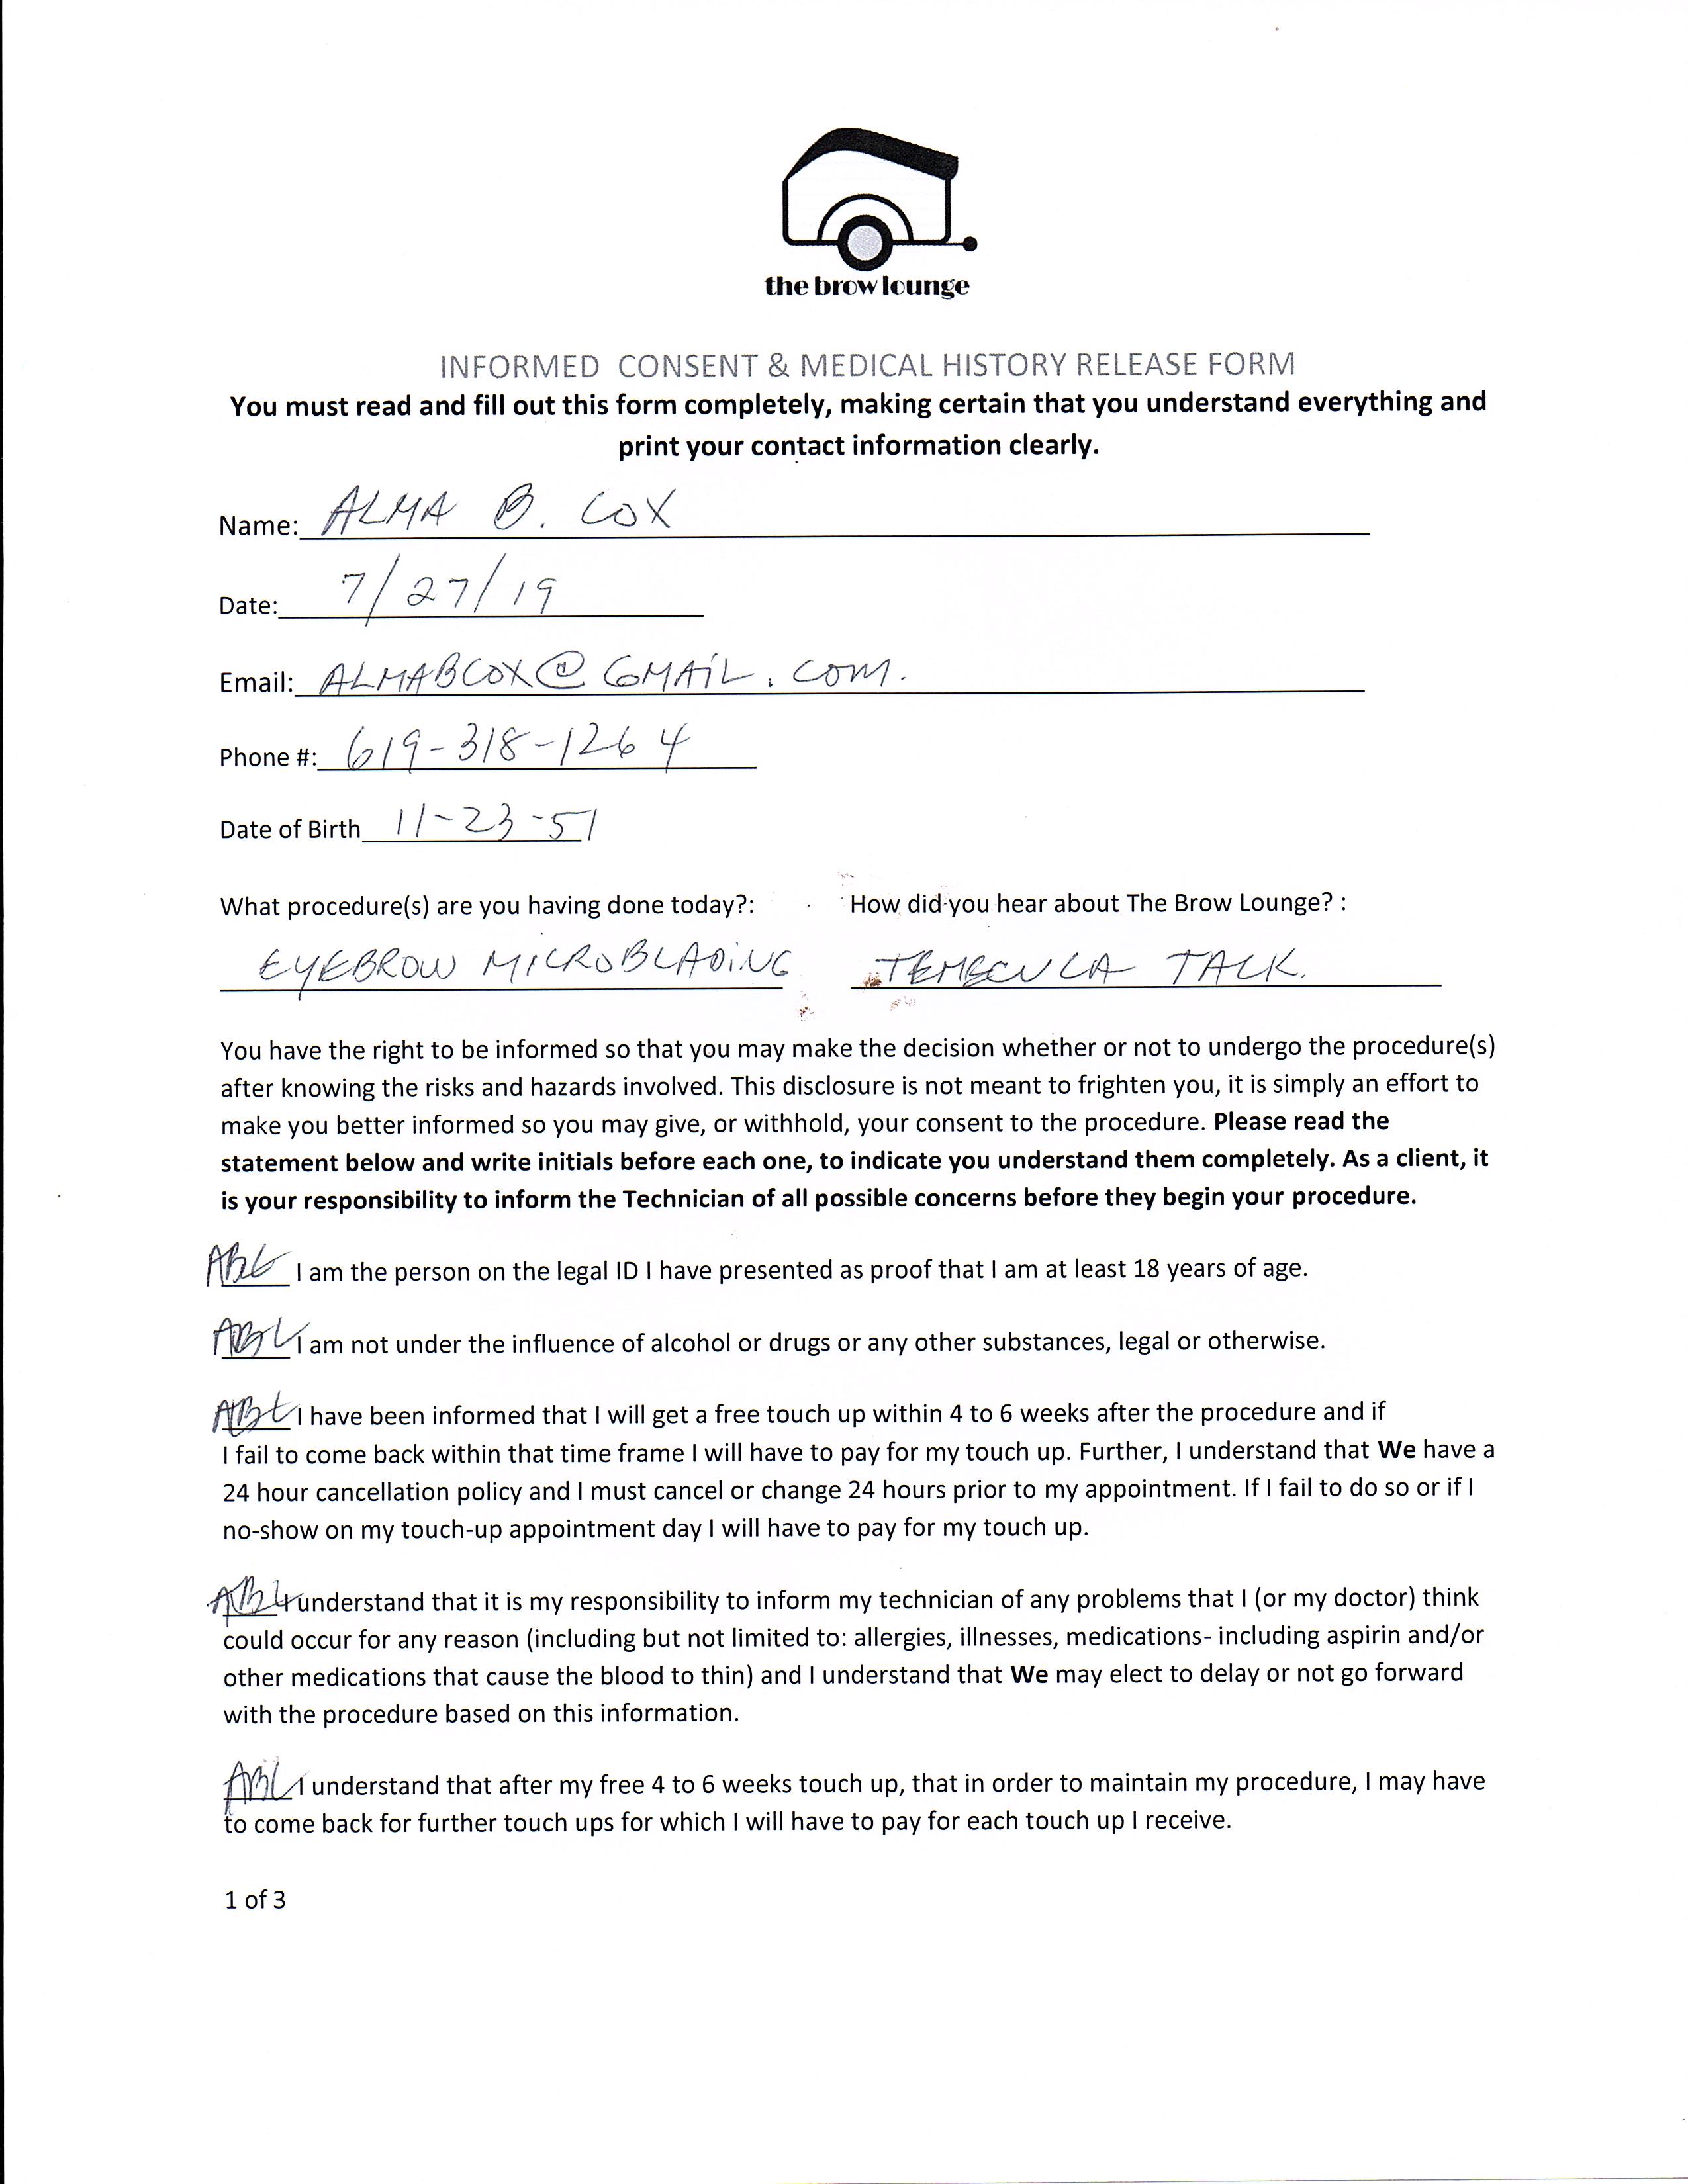 the brow lounge
INFORMED CONSENT & MEDICAL HISTORY RELEASE FORM
You must read and fill out this form completely, making certain that you understand everything and
print your contact information clearly.
Name: ALMA B. COX
Date: 7/27/19
Email: ALMABCOX@GMAIL.COM.
Phone #: 619-318-1264
Date of Birth 11-23-51
What procedure(s) are you having done today?: How did you hear about The Brow Lounge? :
EYEBROW MICROBLADING TEMECULA TALK.
You have the right to be informed so that you may make the decision whether or not to undergo the procedure(s)
after knowing the risks and hazards involved. This disclosure is not meant to frighten you, it is simply an effort to
make you better informed so you may give, or withhold, your consent to the procedure. Please read the
statement below and write initials before each one, to indicate you understand them completely. As a client, it
is your responsibility to inform the Technician of all possible concerns before they begin your procedure.
ABC I am the person on the legal ID I have presented as proof that I am at least 18 years of age.
ABC I am not under the influence of alcohol or drugs or any other substances, legal or otherwise.
ABC I have been informed that I will get a free touch up within 4 to 6 weeks after the procedure and if
I fail to come back within that time frame I will have to pay for my touch up. Further, I understand that We have a
24 hour cancellation policy and I must cancel or change 24 hours prior to my appointment. If I fail to do so or if I
no-show on my touch-up appointment day I will have to pay for my touch up.
ABC I understand that it is my responsibility to inform my technician of any problems that I (or my doctor) think
could occur for any reason (including but not limited to: allergies, illnesses, medications- including aspirin and/or
other medications that cause the blood to thin) and I understand that We may elect to delay or not go forward
with the procedure based on this information.
ABC I understand that after my free 4 to 6 weeks touch up, that in order to maintain my procedure, I may have
to come back for further touch ups for which I will have to pay for each touch up I receive.
1 of 3